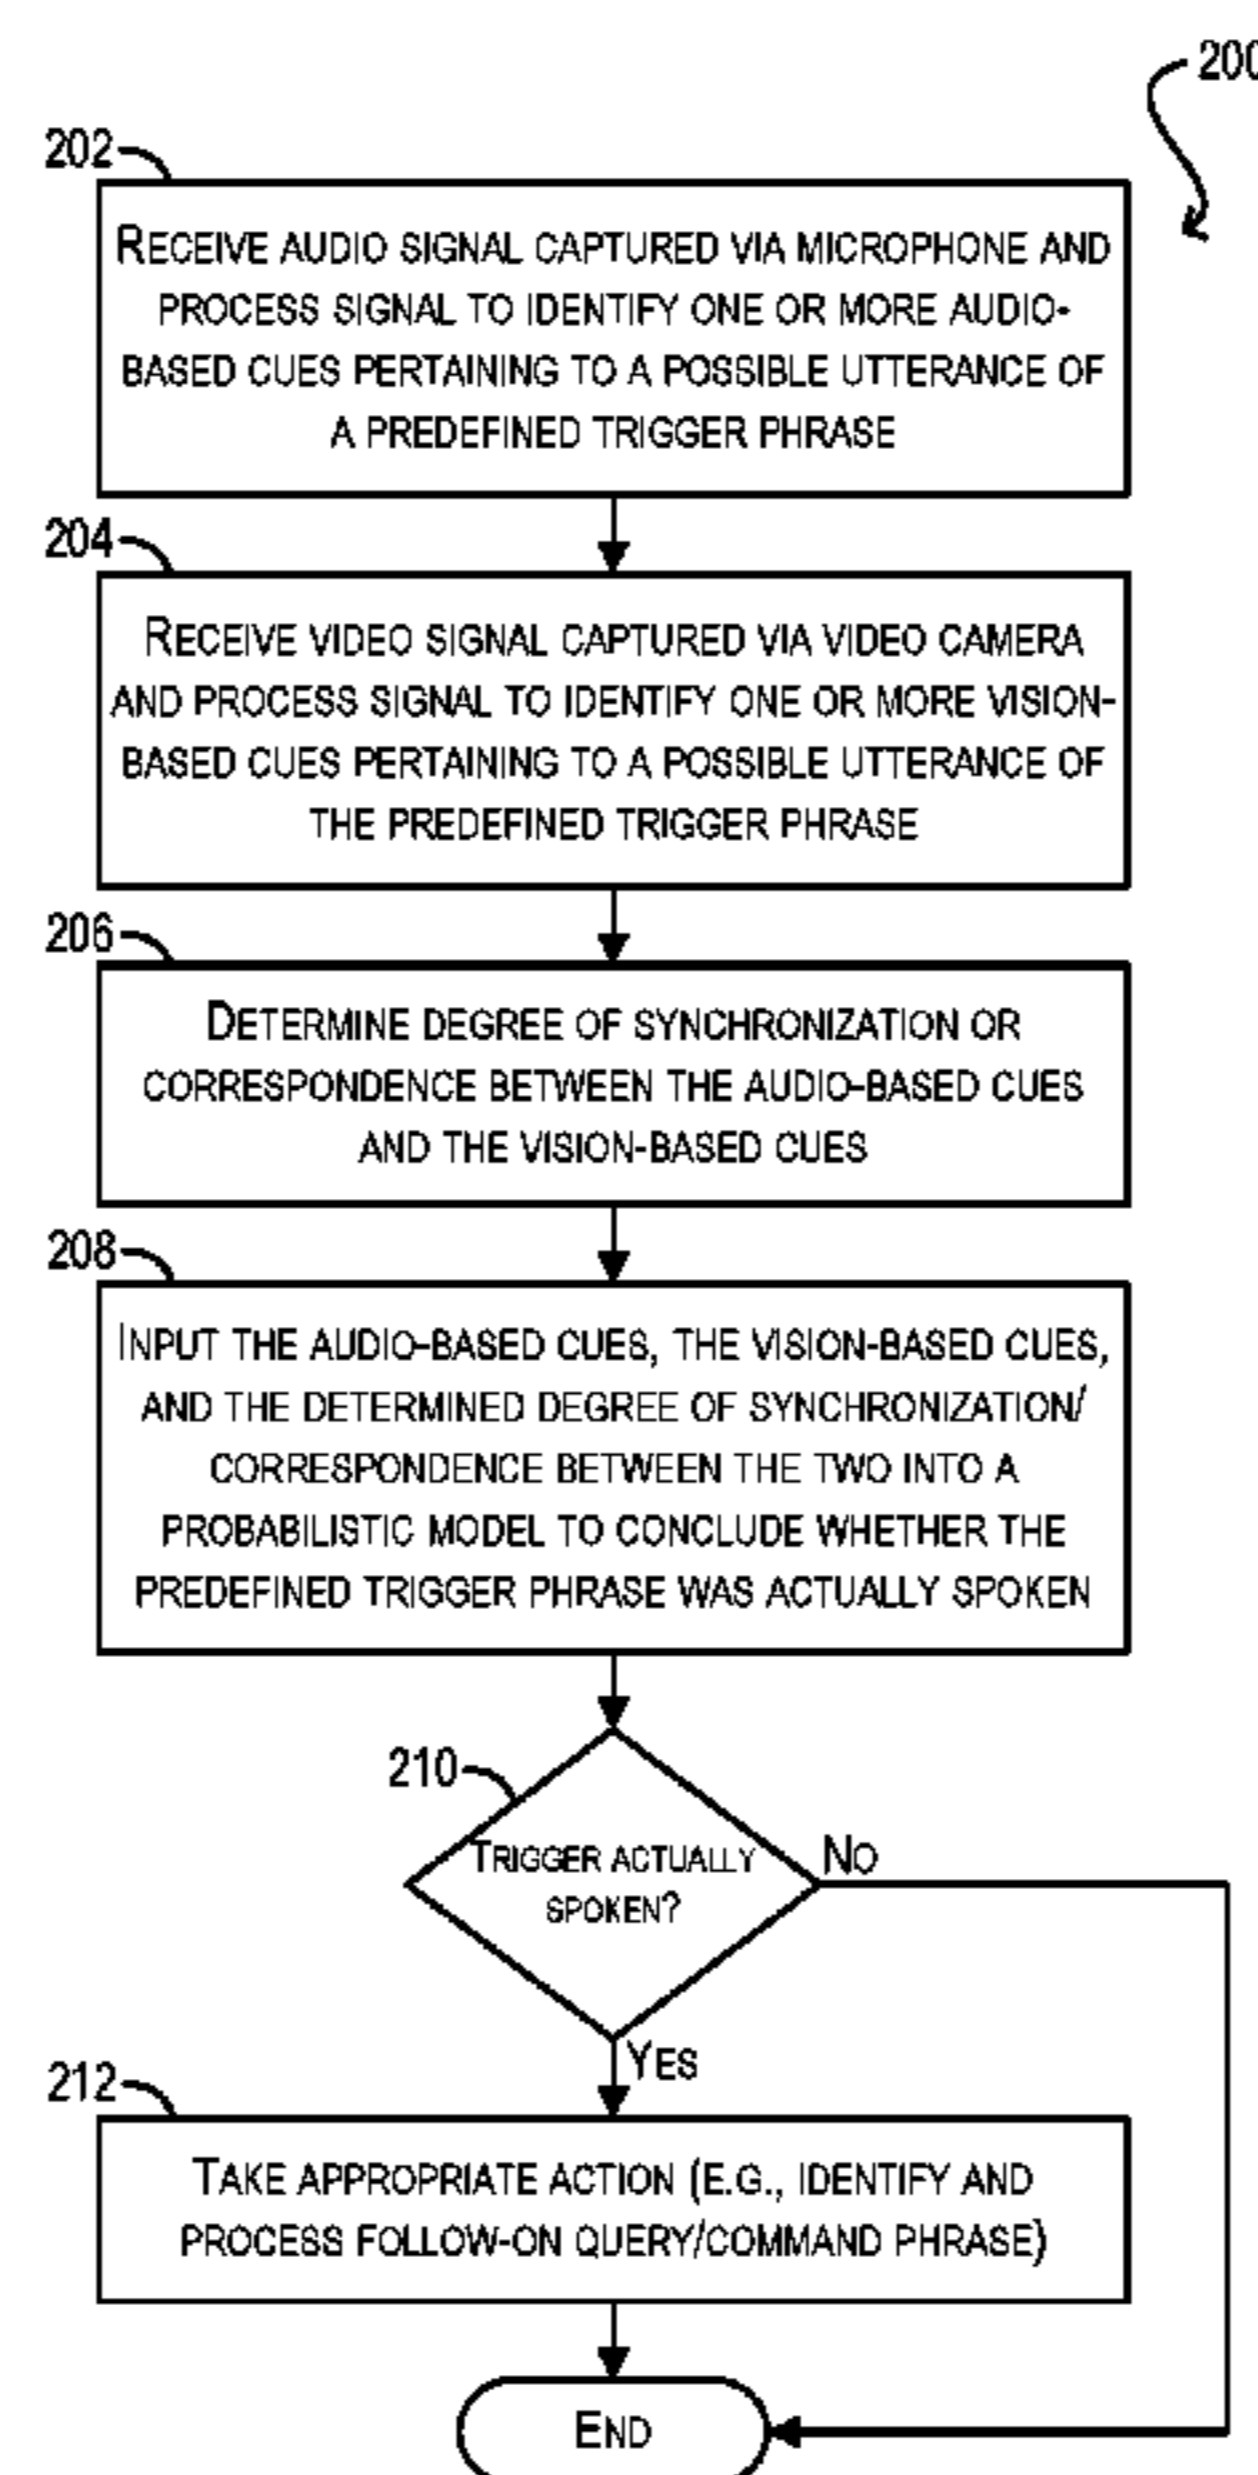 200
202
RECEIVE AUDIO SIGNAL CAPTURED VIA MICROPHONE AND
PROCESS SIGNAL TO IDENTIFY ONE OR MORE AUDIO-
BASED CUES PERTAINING TO A POSSIBLE UTTERANCE OF
A PREDEFINED TRIGGER PHRASE
204
RECEIVE VIDEO SIGNAL CAPTURED VIA VIDEO CAMERA
AND PROCESS SIGNAL TO IDENTIFY ONE OR MORE VISION-
BASED CUES PERTAINING TO A POSSIBLE UTTERANCE OF
THE PREDEFINED TRIGGER PHRASE
206
DETERMINE DEGREE OF SYNCHRONIZATION OR
CORRESPONDENCE BETWEEN THE AUDIO-BASED CUES
AND THE VISION-BASED CUES
208
INPUT THE AUDIO-BASED CUES, THE VISION-BASED CUES,
AND THE DETERMINED DEGREE OF SYNCHRONIZATION/
CORRESPONDENCE BETWEEN THE TWO INTO A
PROBABILISTIC MODEL TO CONCLUDE WHETHER THE
PREDEFINED TRIGGER PHRASE WAS ACTUALLY SPOKEN
210
TRIGGER ACTUALLY
SPOKEN?
NO
YES
212
TAKE APPROPRIATE ACTION (E.G., IDENTIFY AND
PROCESS FOLLOW-ON QUERY/COMMAND PHRASE)
END